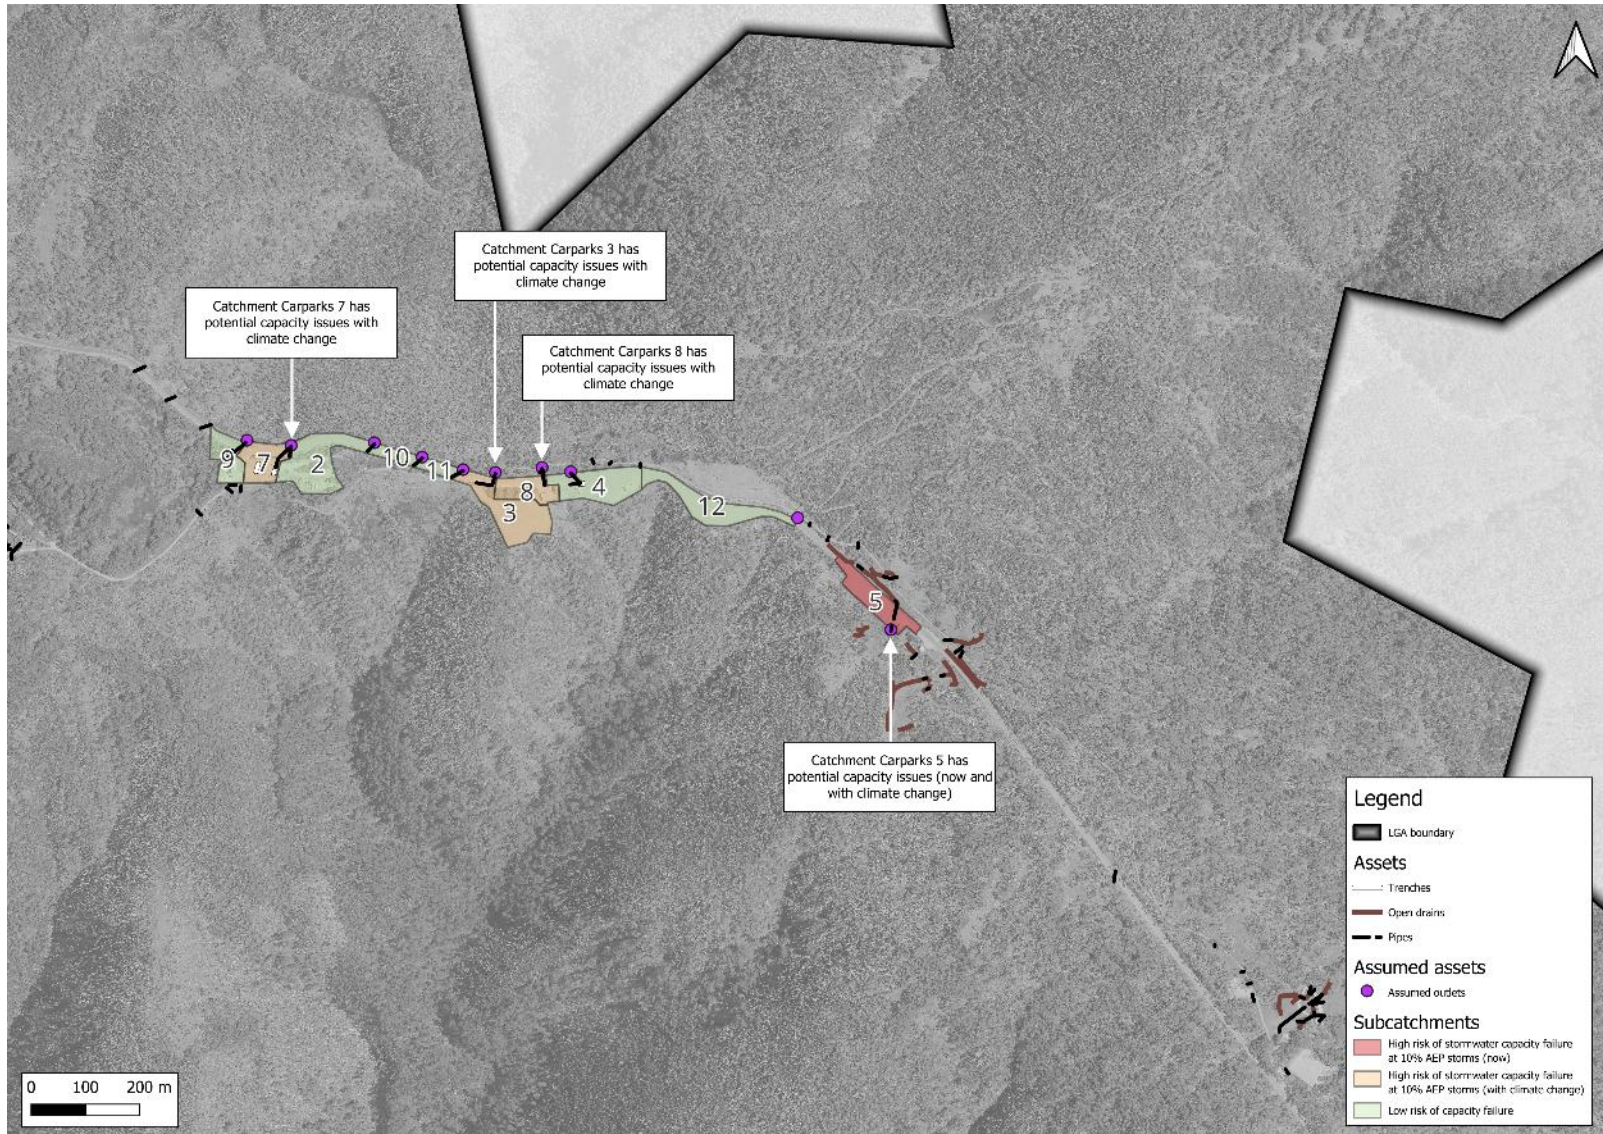 Catchment Carparks 3 has
potential capacity issues with
climate change
Catchment Carparks 7 has
potential capacity issues with
climate change
Catchment Carparks 8 has
potential capacity issues with
climate change
9
7
2
10
11
3
8
4
12
5
Catchment Carparks 5 has
potential capacity issues (now and
with climate change)
Legend
LGA boundary
Assets
Trenches
Open drains
Pipes
Assumed assets
Assumed outlets
Subcatchments
High risk of stormwater capacity failure
at 10% AEP storms (now)
High risk of stormwater capacity failure
at 10% AEP storms (with climate change)
Low risk of capacity failure
0 100 200 m